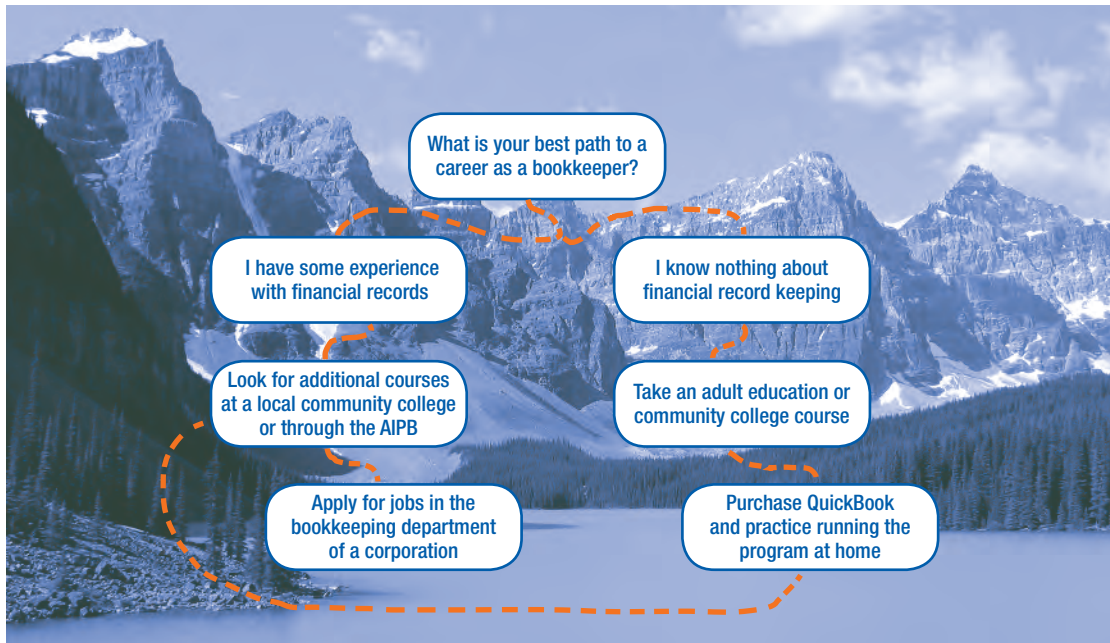 What is your best path to a
career as a bookkeeper?
I have some experience
with financial records
I know nothing about
financial record keeping
Look for additional courses
at a local community college
or through the AIPB
Take an adult education or
community college course
Apply for jobs in the
bookkeeping department
of a corporation
Purchase QuickBook
and practice running the
program at home